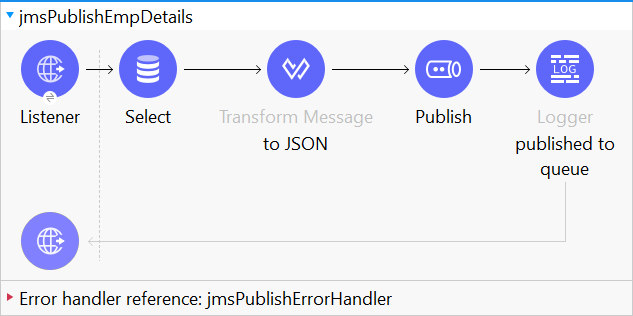 jmsPublishEmpDetails
LOG
Listener
Select
Transform Message
to JSON
Publish
Logger
published to
queue
Error handler reference: jmsPublishErrorHandler